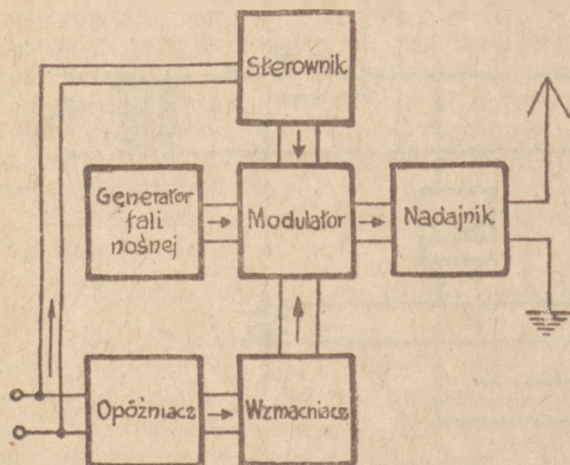 Sterownik
Generator
fali
nośnej
Modulator
Nadajnik
Opóźniacz
Wzmacniacz